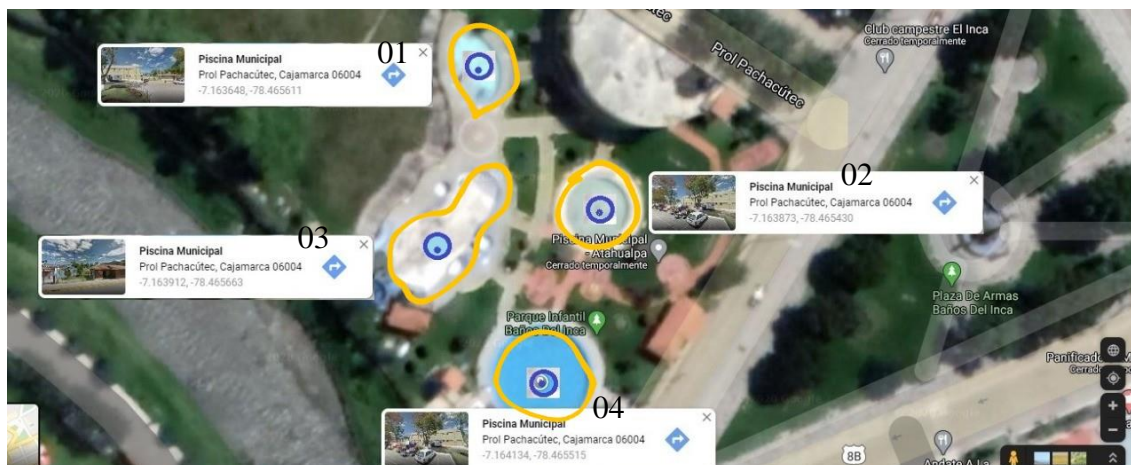 Club campestre El Inca
Cerrado temporalmente
Prol Pachacútec
01
Piscina Municipal
Prol Pachacútec, Cajamarca 06004
-7.163648, -78.465611
02
Piscina Municipal
Prol Pachacútec, Cajamarca 06004
-7.163873, -78.465430
03
Piscina Municipal
Prol Pachacútec, Cajamarca 06004
-7.163912, -78.465663
Piscina Municipal
- Atahualpa
Cerrado temporalmente
Plaza De Armas
Baños Del Inca
Parque Infantil
Baños Del Inca
04
Piscina Municipal
Prol Pachacútec, Cajamarca 06004
-7.164134, -78.465515
8B